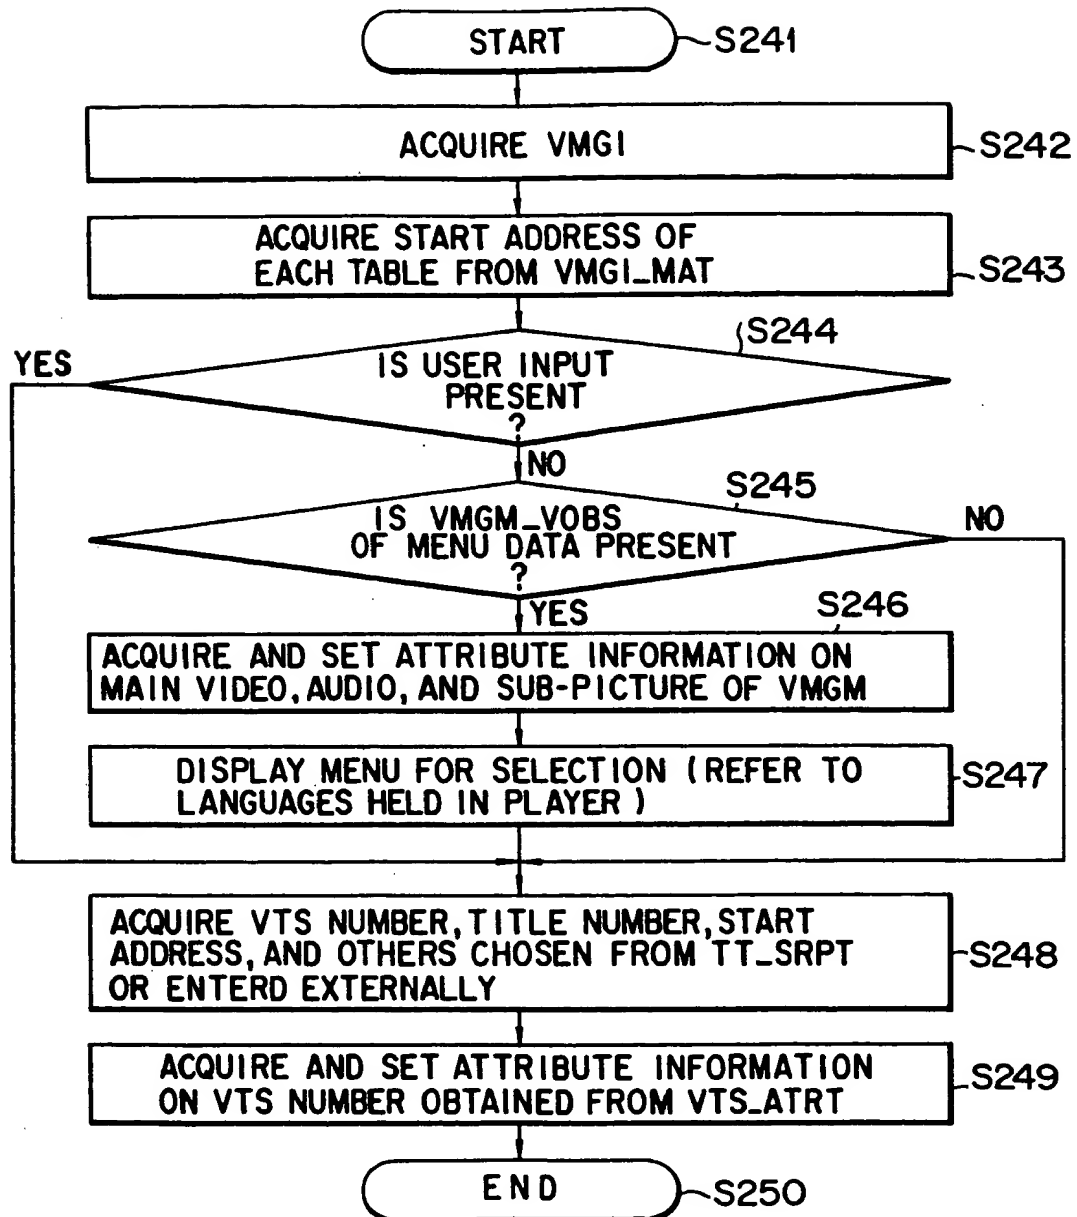 START
S241
ACQUIRE VMGI
S242
ACQUIRE START ADDRESS OF
EACH TABLE FROM VMGI_MAT
S243
S244
YES
IS USER INPUT
PRESENT
?
NO
S245
IS VMGM_VOBS
OF MENU DATA PRESENT
?
NO
YES
S246
ACQUIRE AND SET ATTRIBUTE INFORMATION ON
MAIN VIDEO, AUDIO, AND SUB-PICTURE OF VMGM
DISPLAY MENU FOR SELECTION (REFER TO
LANGUAGES HELD IN PLAYER)
S247
ACQUIRE VTS NUMBER, TITLE NUMBER, START
ADDRESS, AND OTHERS CHOSEN FROM TT_SRPT
OR ENTERD EXTERNALLY
S248
ACQUIRE AND SET ATTRIBUTE INFORMATION
ON VTS NUMBER OBTAINED FROM VTS_ATRT
S249
END
S250